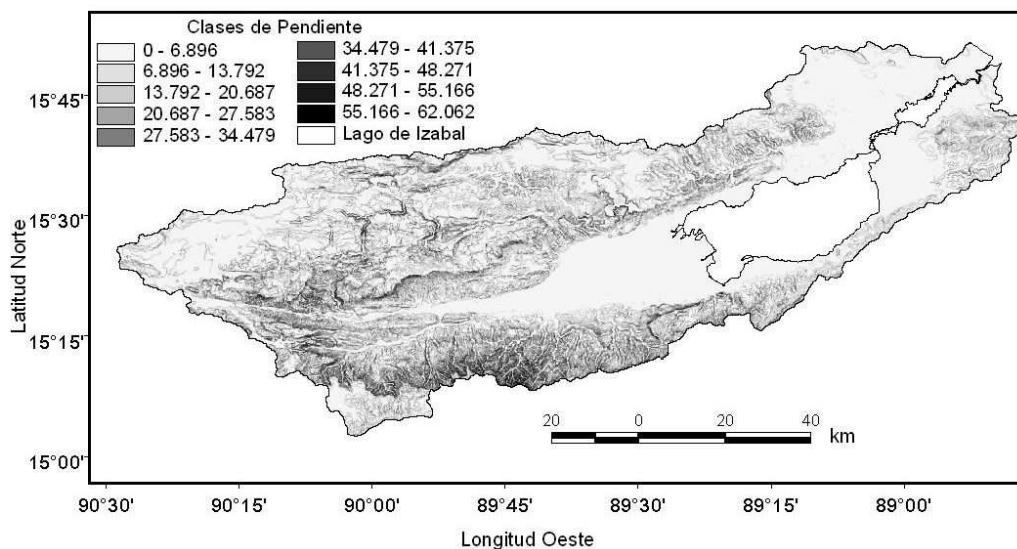 Clases de Pendiente
0 - 6.896
6.896 - 13.792
13.792 - 20.687
20.687 - 27.583
27.583 - 34.479
34.479 - 41.375
41.375 - 48.271
48.271 - 55.166
55.166 - 62.062
Lago de Izabal
15°45'
15°30'
15°15'
15°00'
Latitud Norte
20 0 20 40 km
90°30' 90°15' 90°00' 89°45' 89°30' 89°15' 89°00'
Longitud Oeste